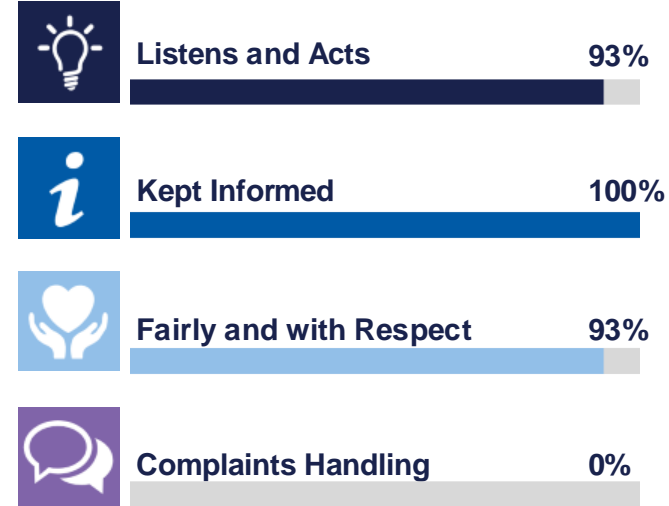 Listens and Acts 93%
Kept Informed 100%
Fairly and with Respect 93%
Complaints Handling 0%